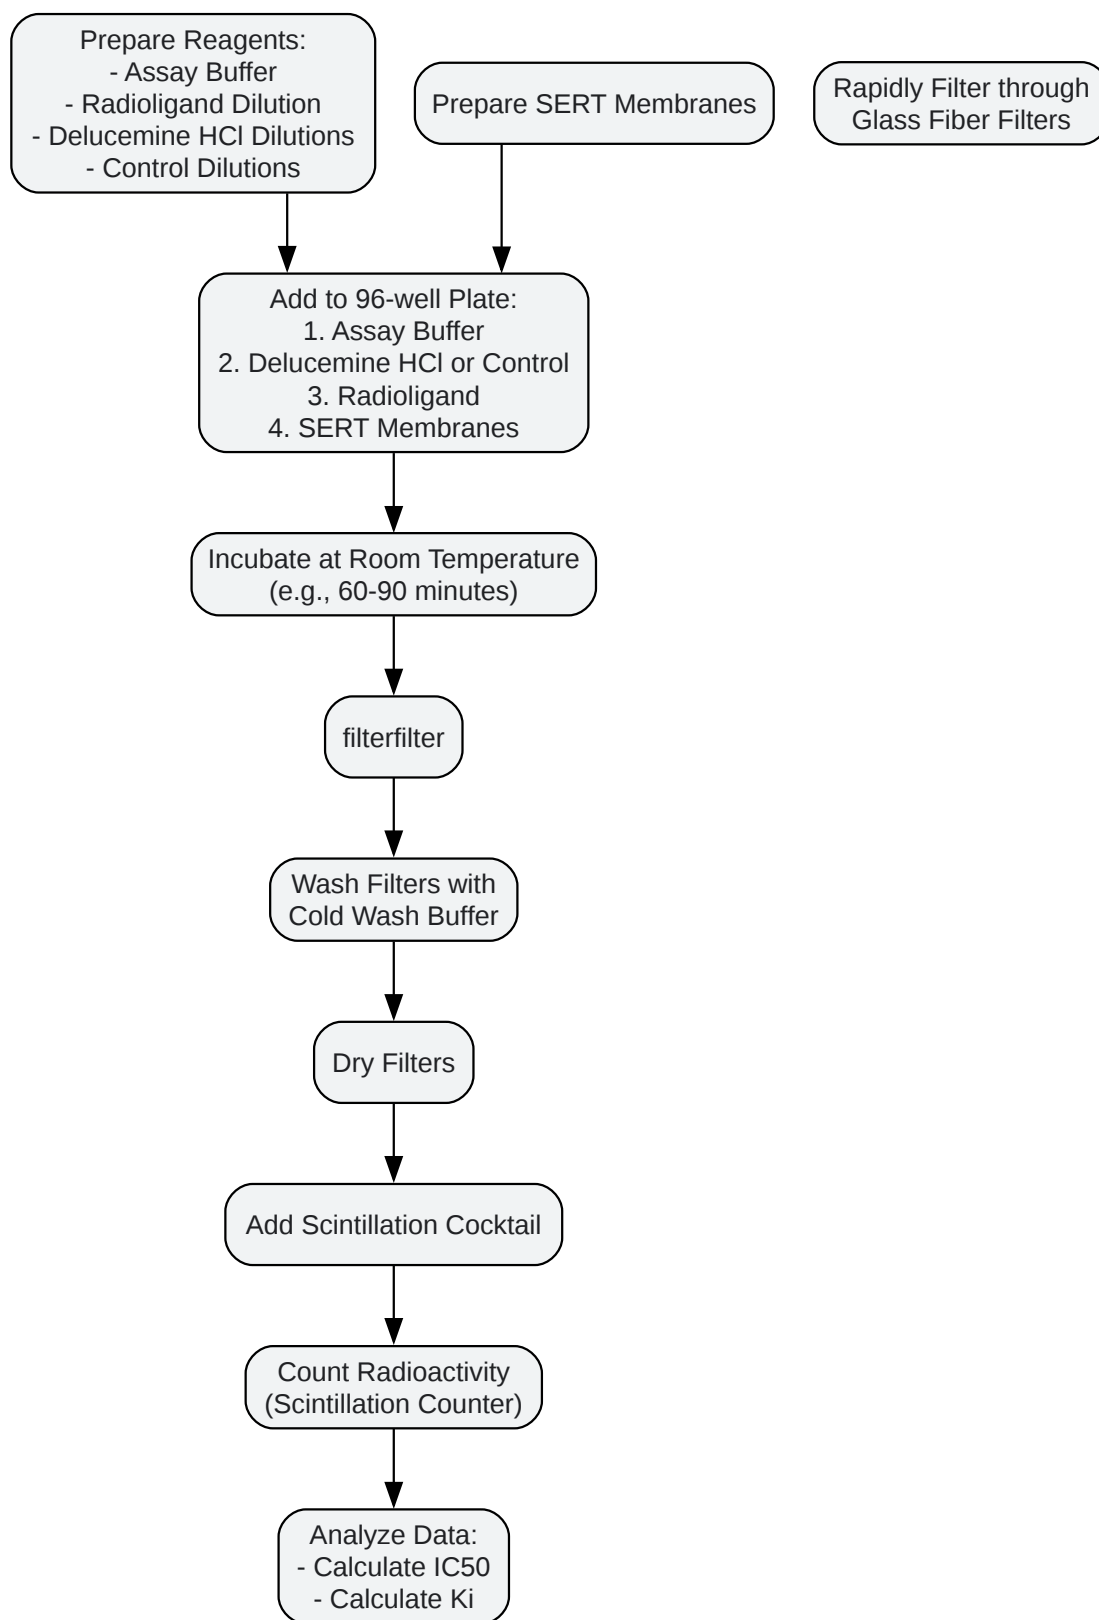 Prepare Reagents:
- Assay Buffer
- Radioligand Dilution
- Delucemine HCl Dilutions
- Control Dilutions
Prepare SERT Membranes
Rapidly Filter through
Glass Fiber Filters
Add to 96-well Plate:
1. Assay Buffer
2. Delucemine HCl or Control
3. Radioligand
4. SERT Membranes
Incubate at Room Temperature
(e.g., 60-90 minutes)
filterfilter
Wash Filters with
Cold Wash Buffer
Dry Filters
Add Scintillation Cocktail
Count Radioactivity
(Scintillation Counter)
Analyze Data:
- Calculate IC50
- Calculate Ki